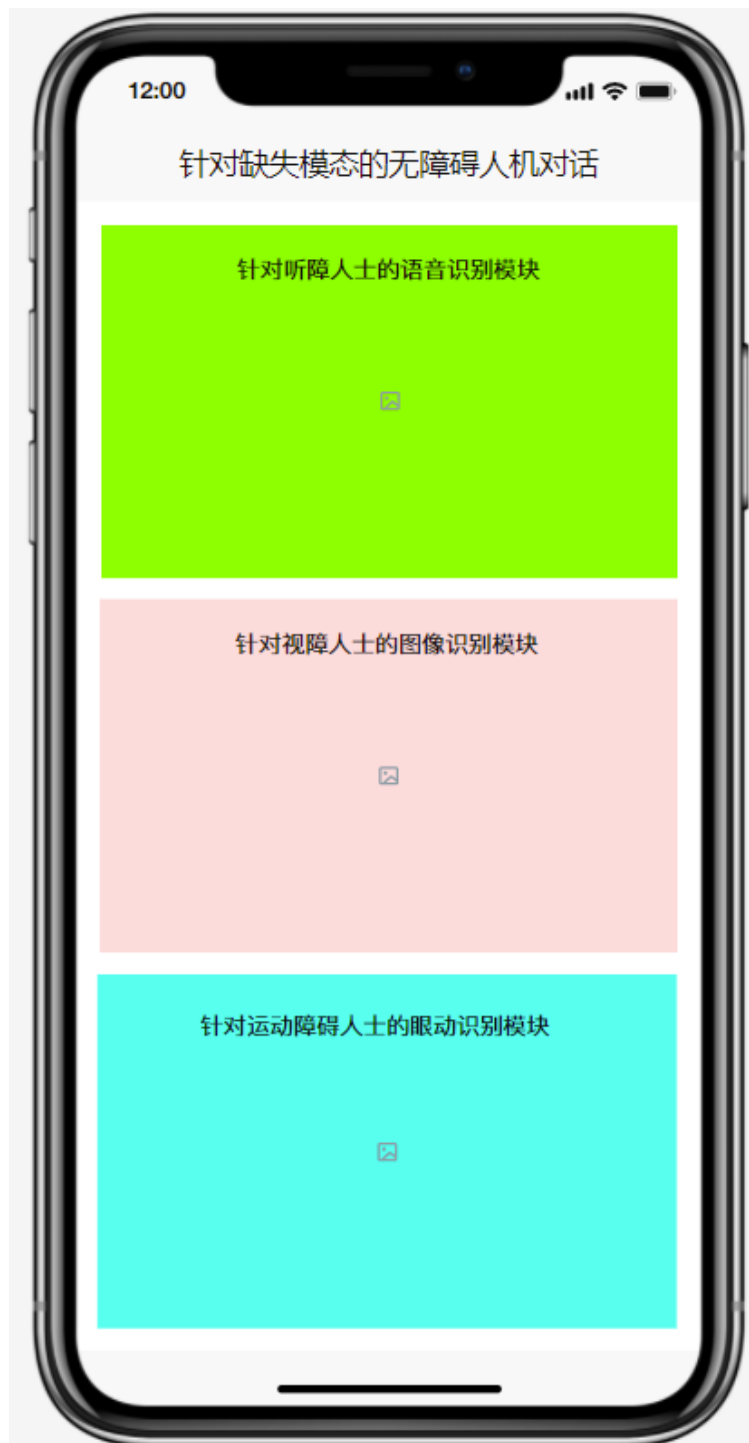 12:00
针对缺失模态的无障碍人机对话
针对听障人士的语音识别模块
针对视障人士的图像识别模块
针对运动障碍人士的眼动识别模块